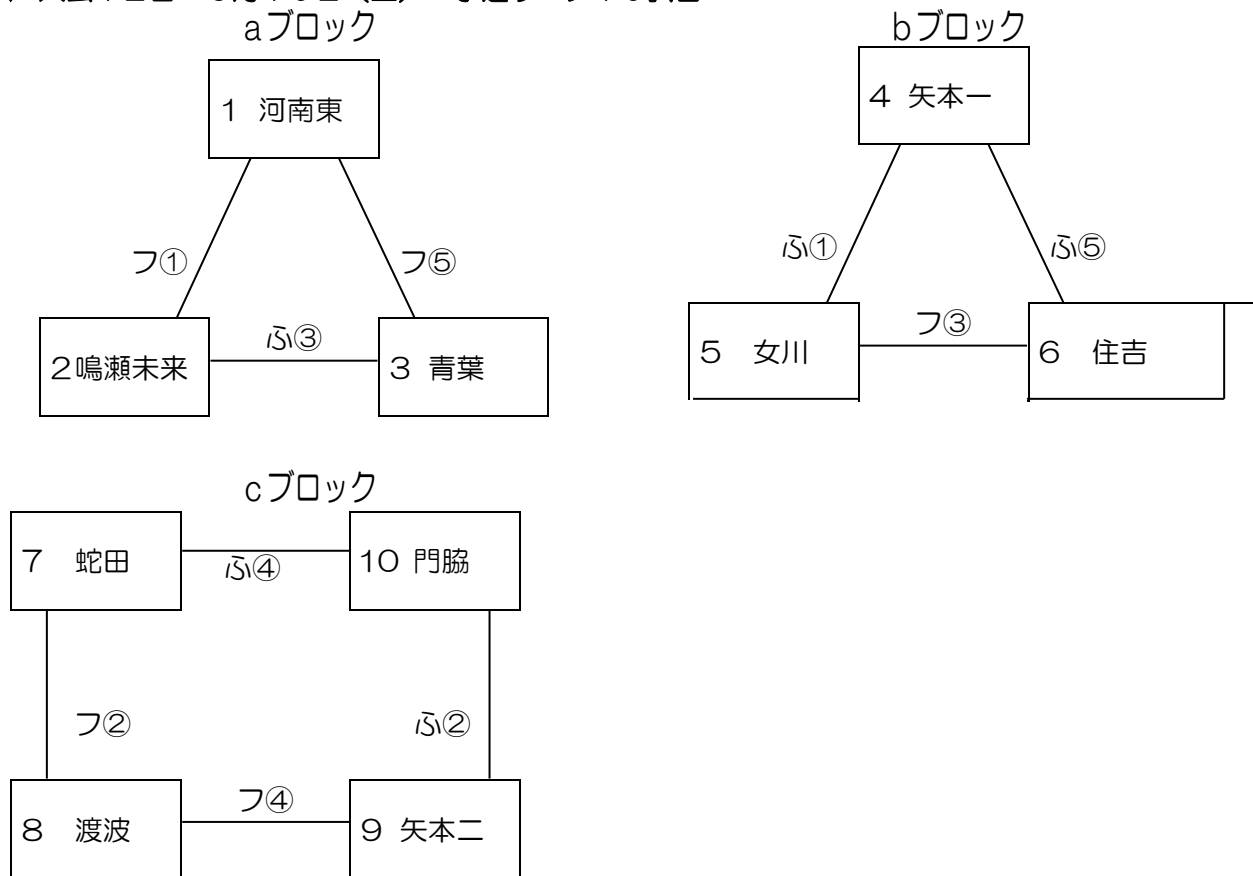 aブロック
bブロック
1 河南東
4 矢本一
フ①
フ⑤
ふ①
ふ⑤
2鳴瀬未来
ふ③
3 青葉
5 女川
フ③
6 住吉
cブロック
7 蛇田
ふ④
10 門脇
フ②
ふ②
8 渡波
フ④
9 矢本二